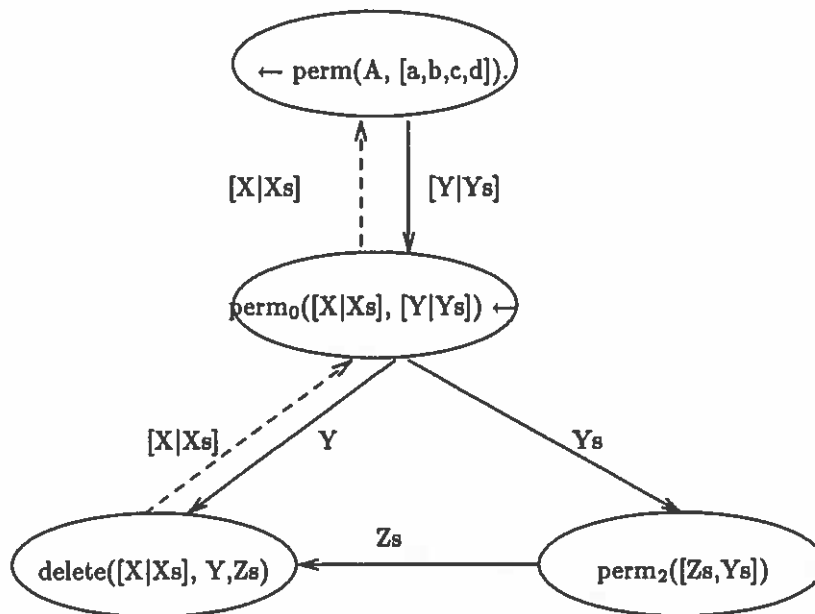 ← perm(A, [a,b,c,d]).
[X|Xs]
[Y|Ys]
perm₀([X|Xs], [Y|Ys]) ←
[X|Xs]
Y
Ys
Zs
delete([X|Xs], Y,Zs)
perm₂([Zs,Ys])